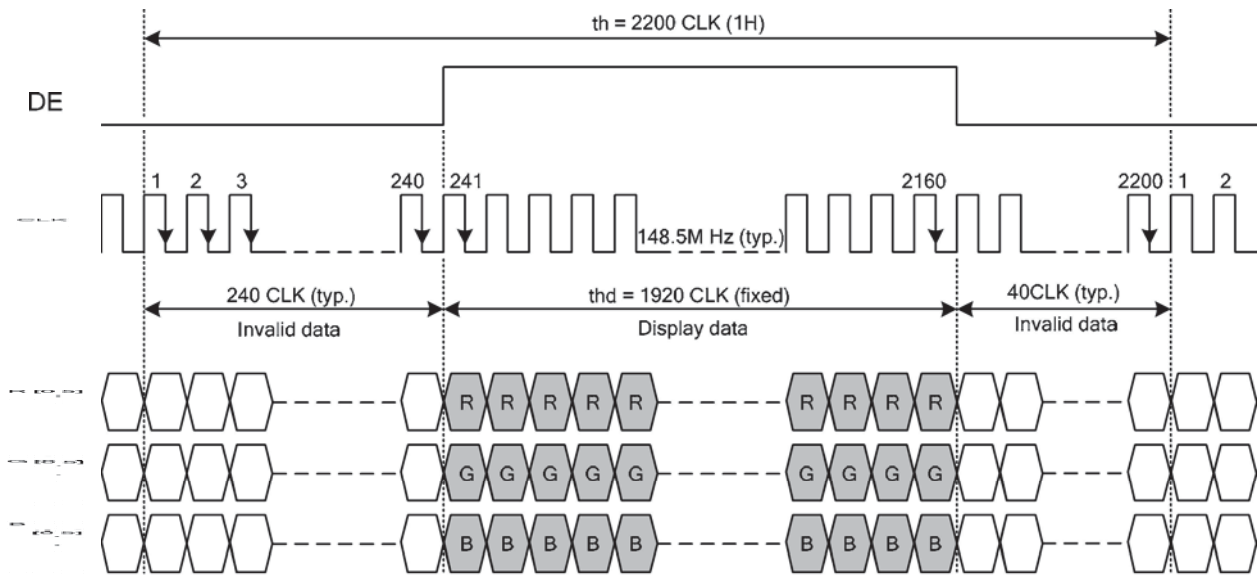 th = 2200 CLK (1H)
DE
1 2 3 240 241 2160 2200 1 2
CLK
148.5M Hz (typ.)
240 CLK (typ.) thd = 1920 CLK (fixed) 40CLK (typ.)
Invalid data Display data Invalid data
R R R R R R R R R
G G G G G G G G G
B B B B B B B B B